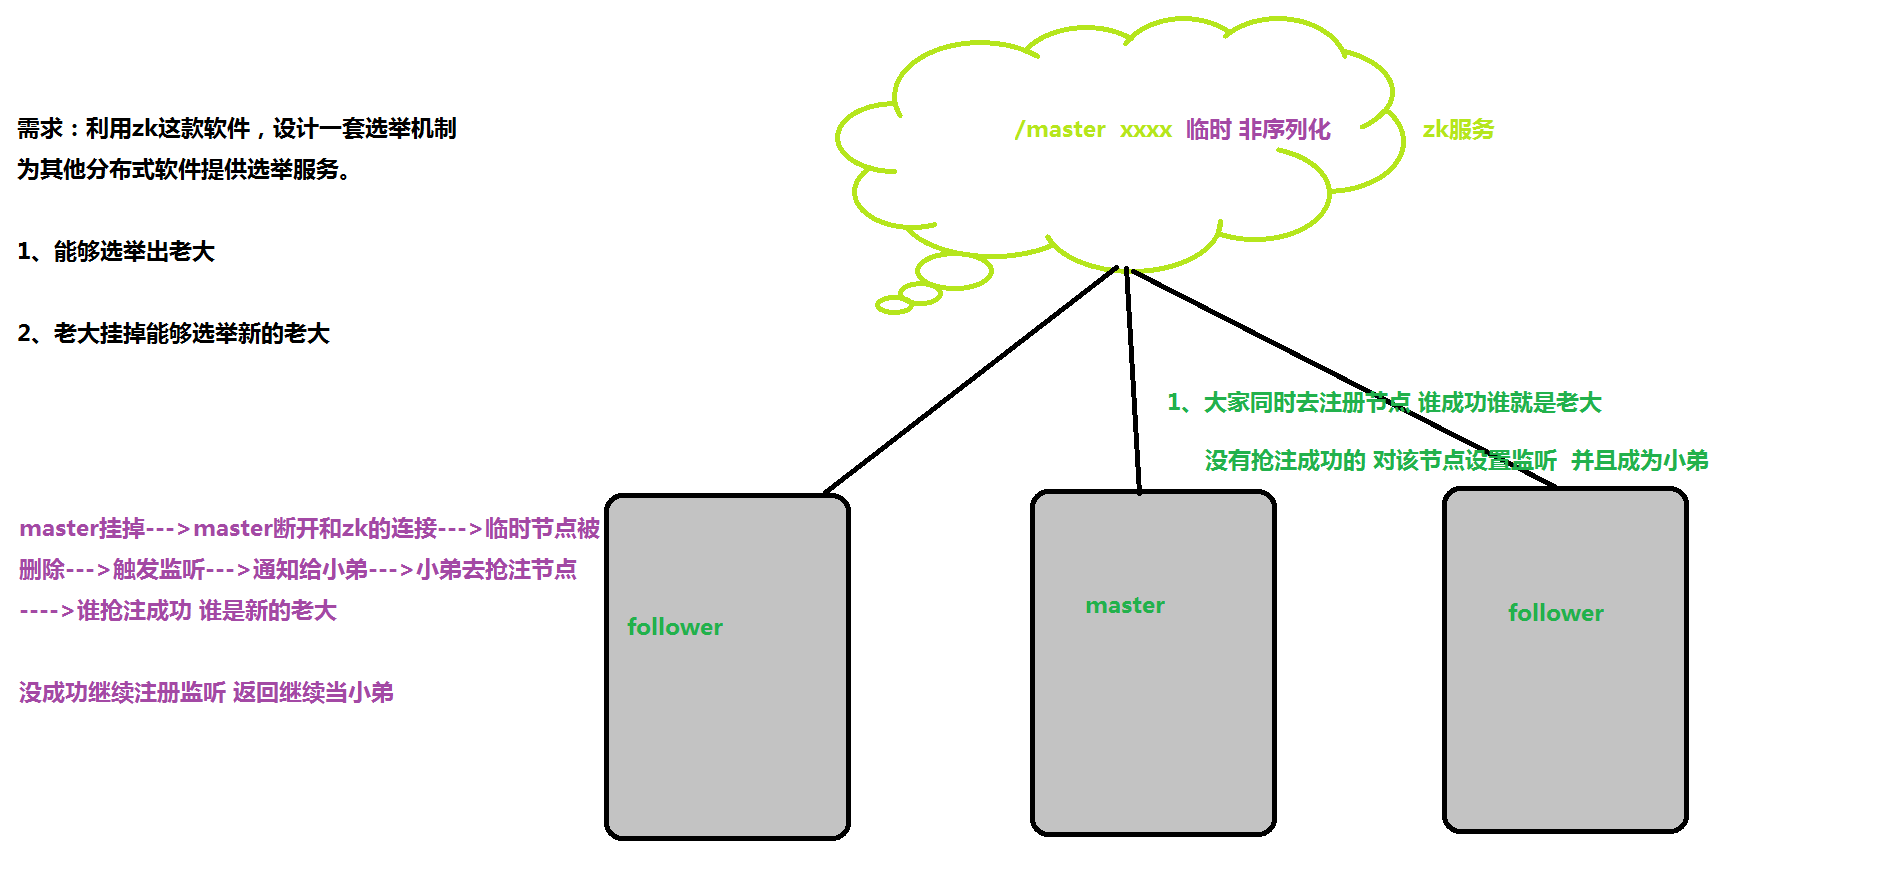 /master  xxxx  临时 非序列化
zk服务
需求：利用zk这款软件，设计一套选举机制
为其他分布式软件提供选举服务。
1、能够选举出老大
2、老大挂掉能够选举新的老大
1、大家同时去注册节点 谁成功谁就是老大
没有抢注成功的 对该节点设置监听  并且成为小弟
master挂掉--->master断开和zk的连接--->临时节点被
删除--->触发监听--->通知给小弟--->小弟去抢注节点
---->谁抢注成功 谁是新的老大
没成功继续注册监听 返回继续当小弟
follower
master
follower